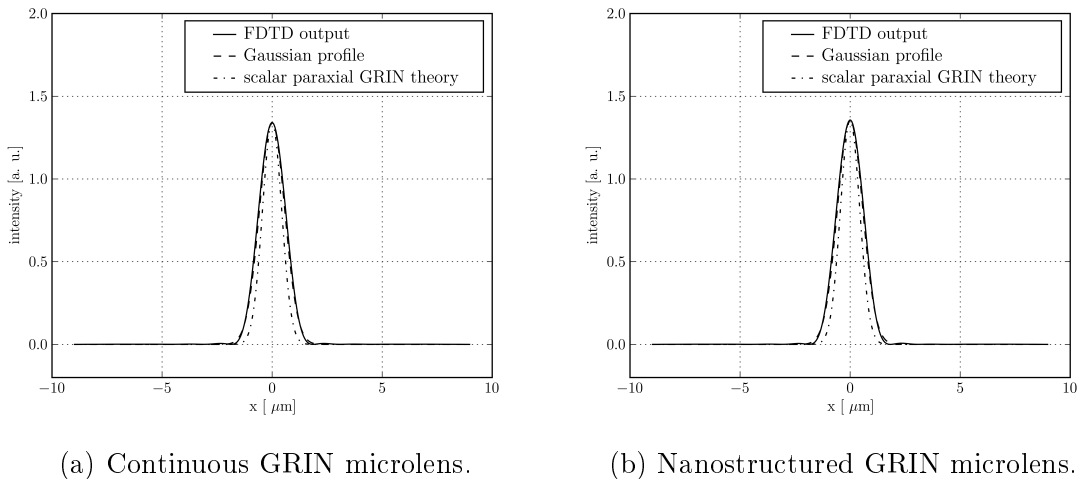 2.0
1.5
1.0
0.5
0.0
−10
−5
0
5
10
intensity [a. u.]
x [ μm]
FDTD output
Gaussian profile
scalar paraxial GRIN theory
(a) Continuous GRIN microlens.
2.0
1.5
1.0
0.5
0.0
−10
−5
0
5
10
intensity [a. u.]
x [ μm]
FDTD output
Gaussian profile
scalar paraxial GRIN theory
(b) Nanostructured GRIN microlens.